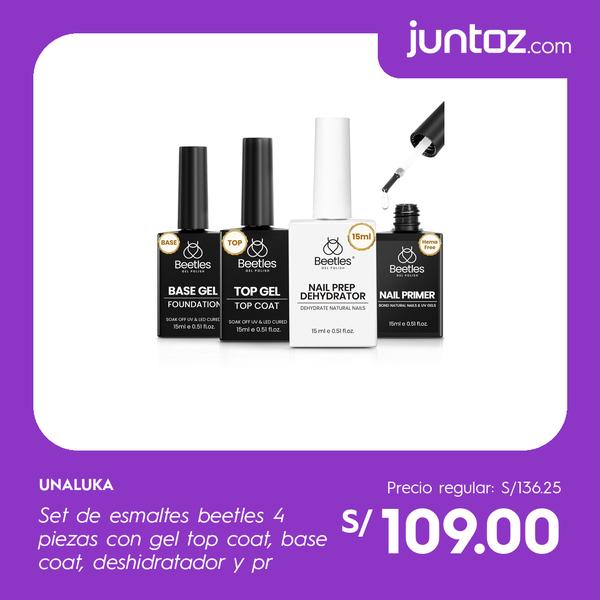 juntoz.com
BASE
Beetles
GEL POLISH
BASE GEL
FOUNDATION
SOAK OFF UV & LED CURED
15ml e 0.51 fl.oz.
TOP
Beetles
GEL POLISH
TOP GEL
TOP COAT
SOAK OFF UV & LED CURED
15ml e 0.51 fl.oz.
15ml
Beetles®
GEL POLISH
NAIL PREP
DEHYDRATOR
DEHYDRATE NATURAL NAILS
15 ml e 0.51 fl.oz.
Hema
Free
Beetles
GEL POLISH
NAIL PRIMER
BOND NATURAL NAILS & UV GELS
15ml e 0.51 fl.oz.
UNALUKA
Set de esmaltes beetles 4
piezas con gel top coat, base
coat, deshidratador y pr
Precio regular: S/136.25
S/ 109.00